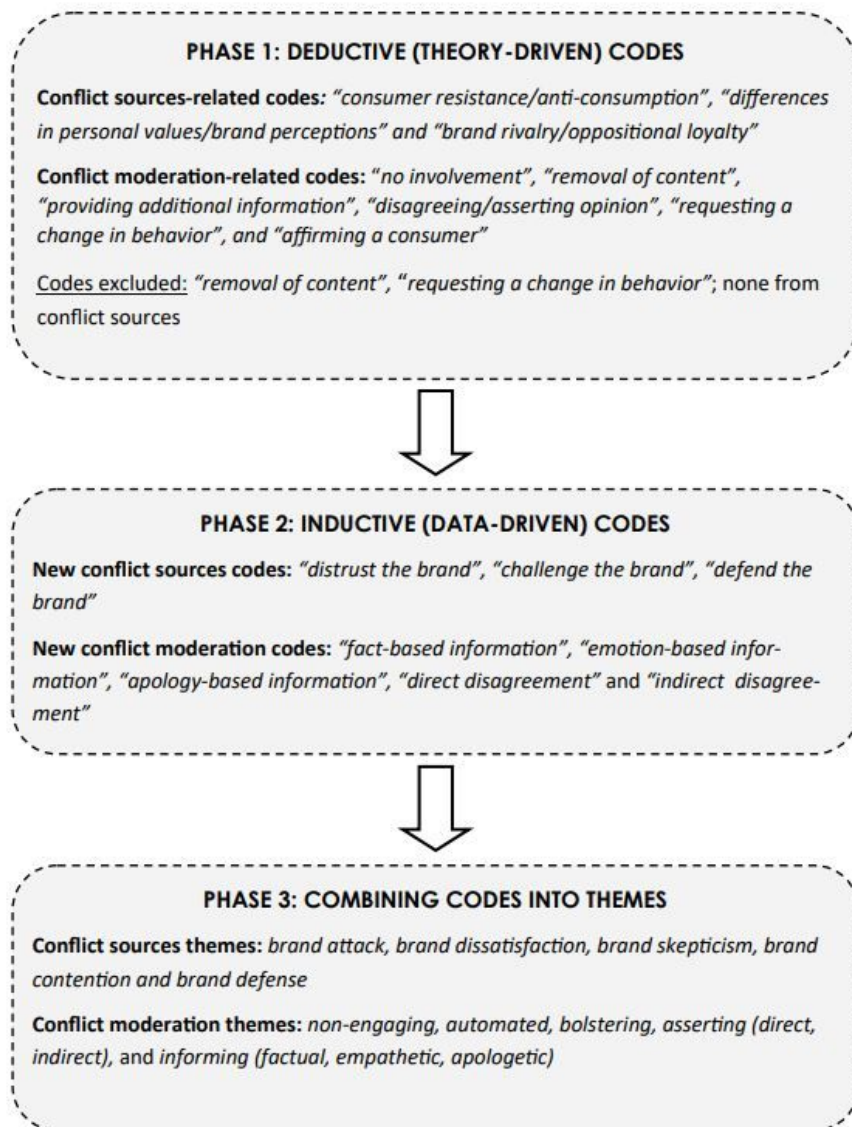 PHASE 1: DEDUCTIVE (THEORY-DRIVEN) CODES
Conflict sources-related codes: “consumer resistance/anti-consumption”, “differences
in personal values/brand perceptions” and “brand rivalry/oppositional loyalty”
Conflict moderation-related codes: “no involvement”, “removal of content”,
“providing additional information”, “disagreeing/asserting opinion”, “requesting a
change in behavior”, and “affirming a consumer”
Codes excluded: “removal of content”, “requesting a change in behavior”; none from
conflict sources
PHASE 2: INDUCTIVE (DATA-DRIVEN) CODES
New conflict sources codes: “distrust the brand”, “challenge the brand”, “defend the
brand”
New conflict moderation codes: “fact-based information”, “emotion-based infor-
mation”, “apology-based information”, “direct disagreement” and “indirect disagree-
ment”
PHASE 3: COMBINING CODES INTO THEMES
Conflict sources themes: brand attack, brand dissatisfaction, brand skepticism, brand
contention and brand defense
Conflict moderation themes: non-engaging, automated, bolstering, asserting (direct,
indirect), and informing (factual, empathetic, apologetic)